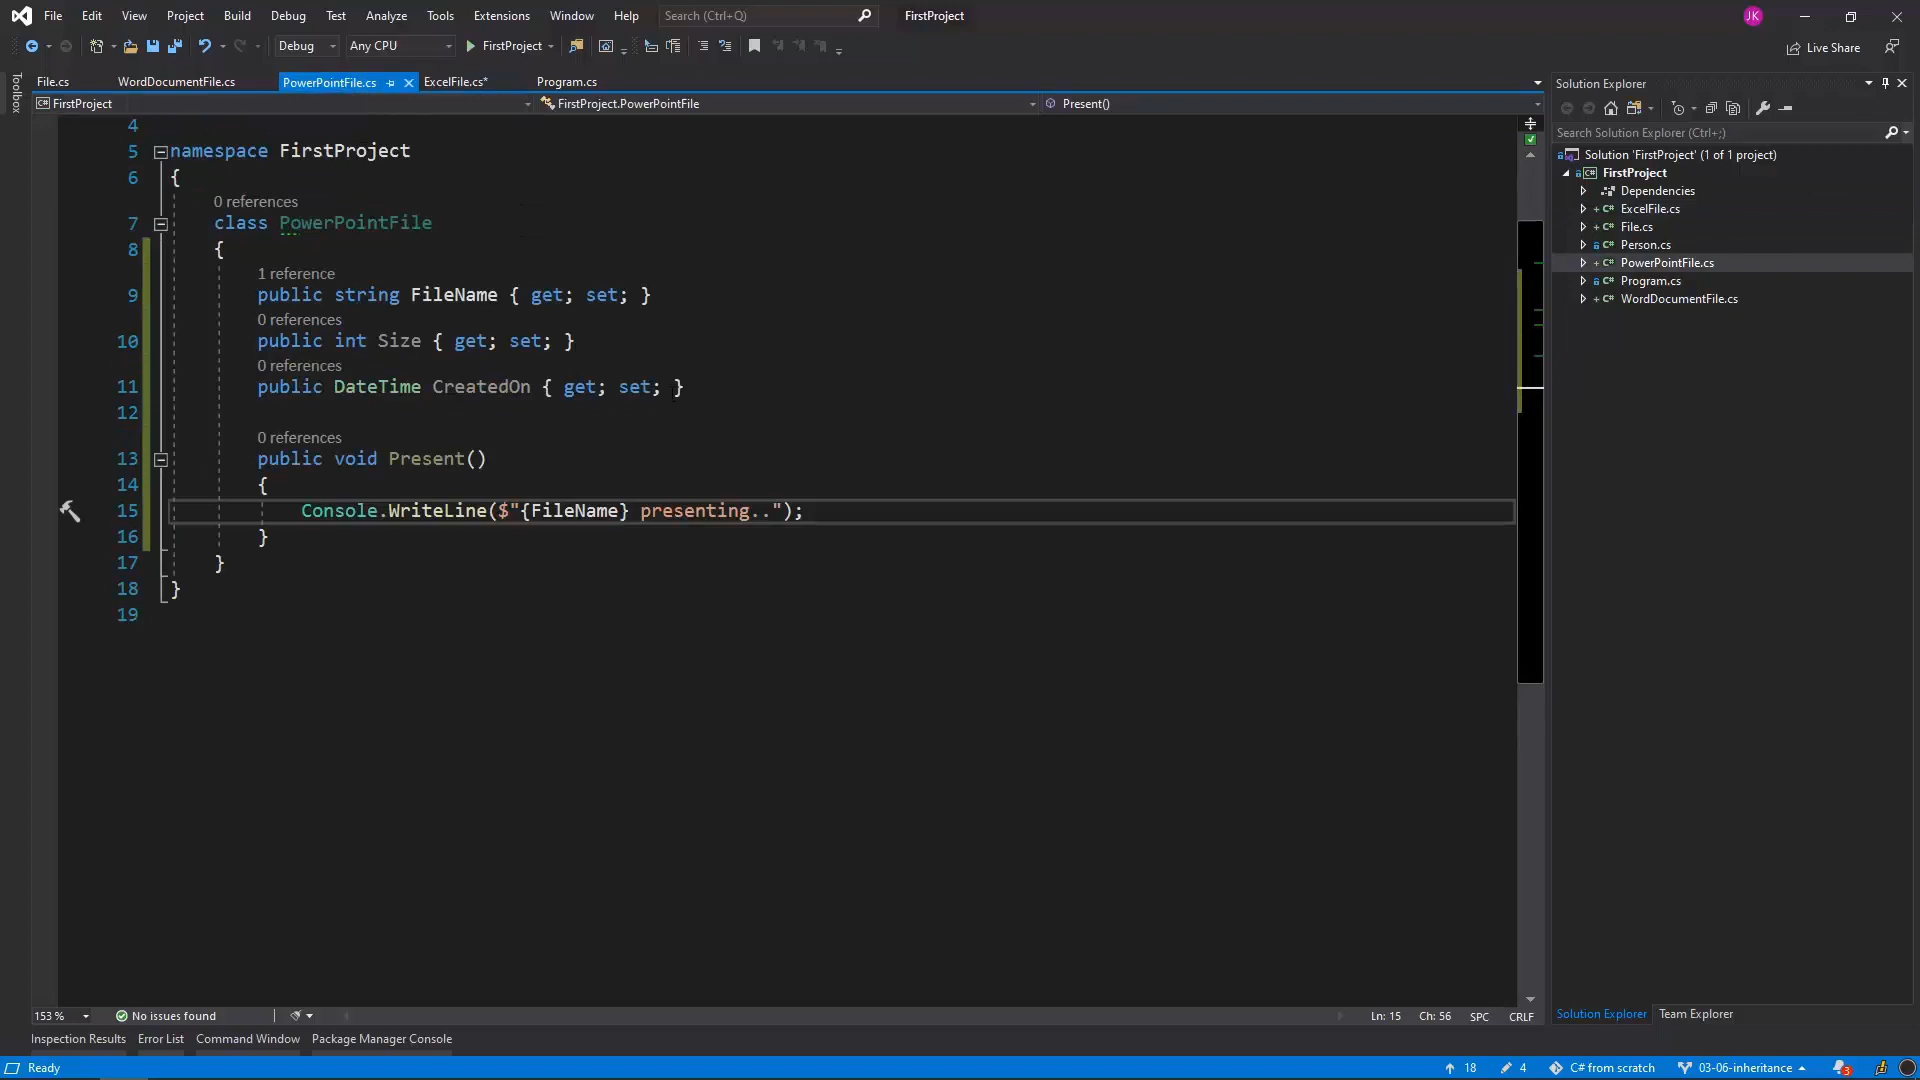 File Edit View Project Build Debug Test Analyze Tools Extensions Window Help Search (Ctrl+Q) FirstProject JK
Debug Any CPU FirstProject Live Share
Toolbox
File.cs WordDocumentFile.cs PowerPointFile.cs ExcelFile.cs* Program.cs
FirstProject FirstProject.PowerPointFile Present()
4
5 namespace FirstProject
6 {
0 references
7 class PowerPointFile
8 {
1 reference
9 public string FileName { get; set; }
0 references
10 public int Size { get; set; }
0 references
11 public DateTime CreatedOn { get; set; }
12
0 references
13 public void Present()
14 {
15 Console.WriteLine($"{FileName} presenting..");
16 }
17 }
18 }
19
153 % No issues found Ln: 15 Ch: 56 SPC CRLF
Solution Explorer
Search Solution Explorer (Ctrl+;)
Solution 'FirstProject' (1 of 1 project)
C# FirstProject
Dependencies
C# ExcelFile.cs
C# File.cs
C# Person.cs
C# PowerPointFile.cs
C# Program.cs
C# WordDocumentFile.cs
Solution Explorer Team Explorer
Inspection Results Error List Command Window Package Manager Console
Ready 18 4 C# from scratch 03-06-inheritance 3